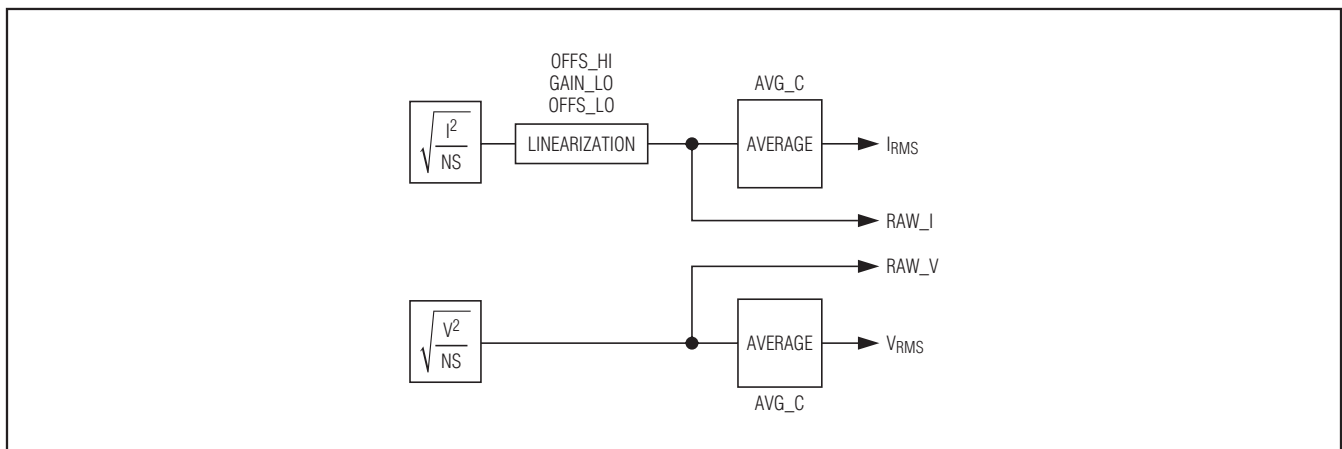 OFFS_HI
GAIN_LO
OFFS_LO
AVG_C
√(I²/NS)
LINEARIZATION
AVERAGE
IRMS
RAW_I
RAW_V
√(V²/NS)
AVERAGE
VRMS
AVG_C